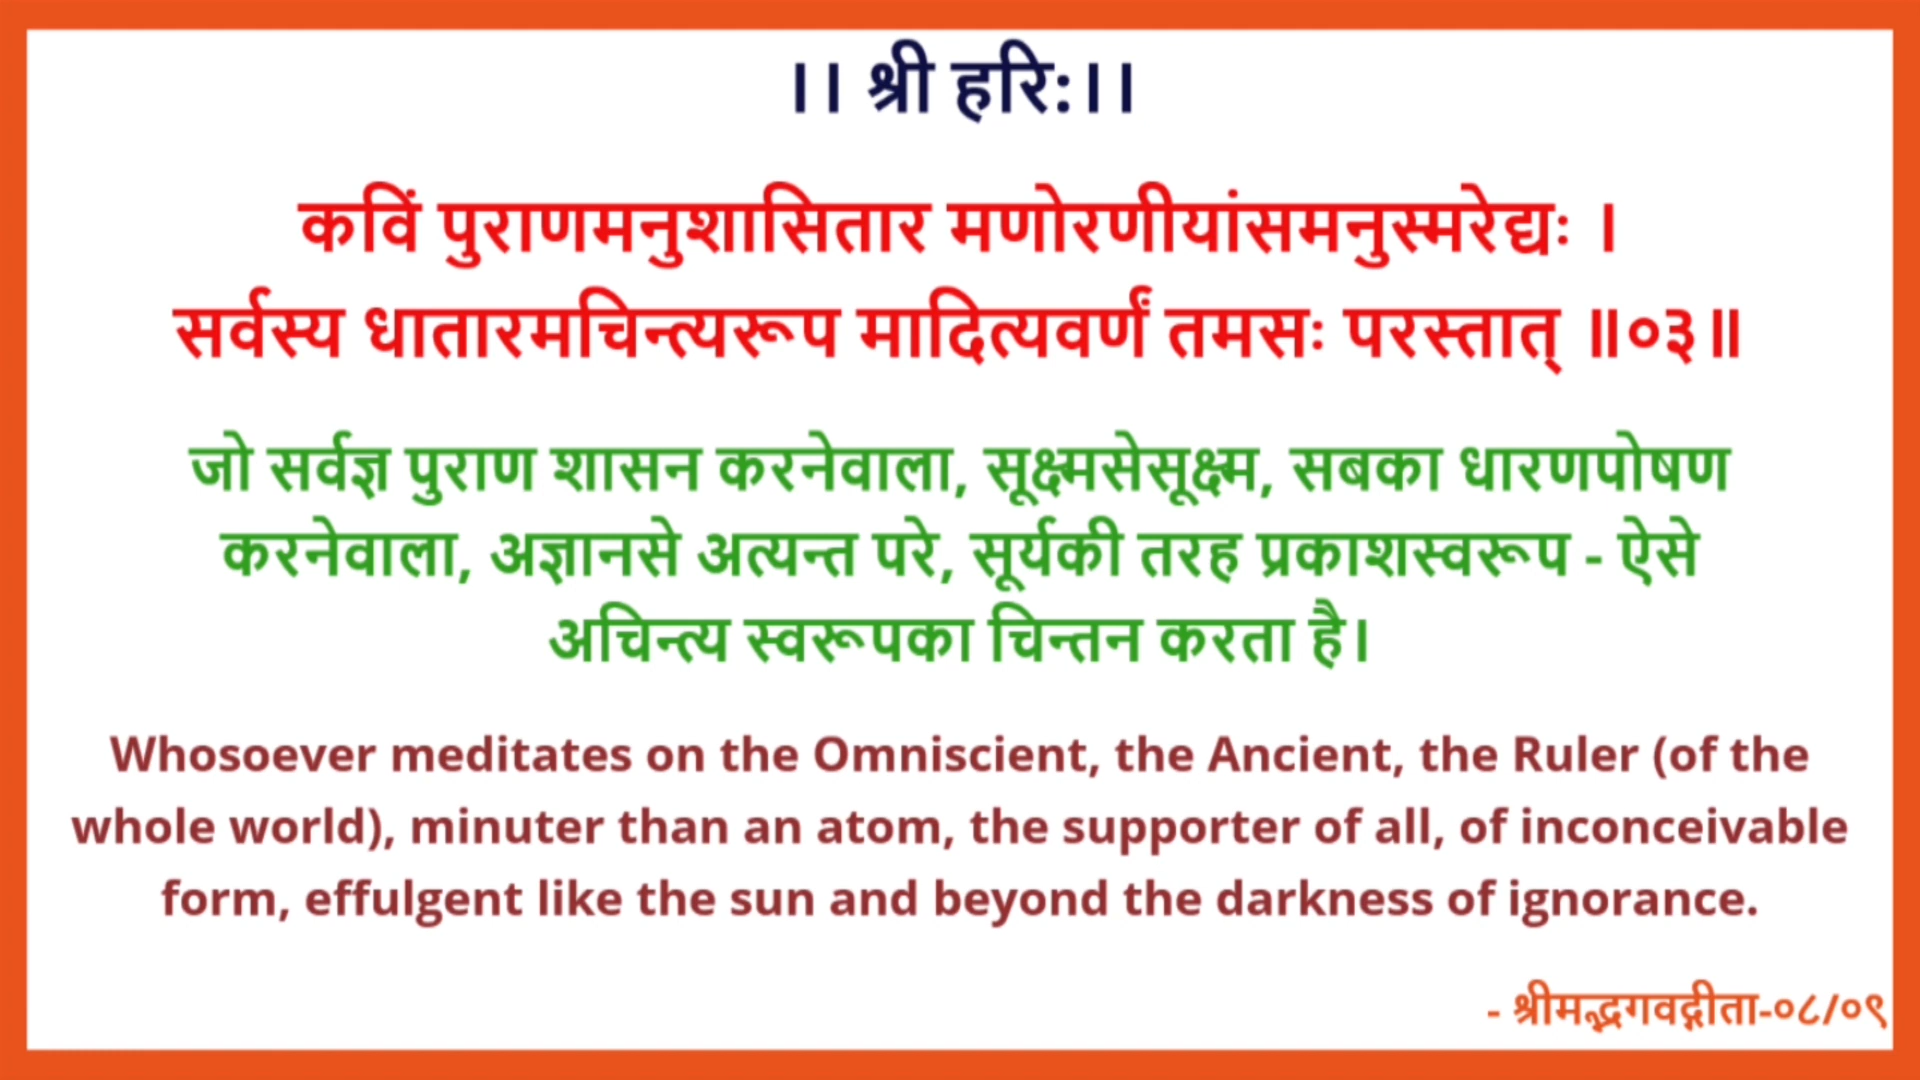 ।। श्री हरि:।।
कविं पुराणमनुशासितार मणोरणीयांसमनुस्मरेद्यः ।
सर्वस्य धातारमचिन्त्यरूप मादित्यवर्णं तमसः परस्तात् ॥०३॥
जो सर्वज्ञ पुराण शासन करनेवाला, सूक्ष्मसेसूक्ष्म, सबका धारणपोषण
करनेवाला, अज्ञानसे अत्यन्त परे, सूर्यकी तरह प्रकाशस्वरूप - ऐसे
अचिन्त्य स्वरूपका चिन्तन करता है।
Whosoever meditates on the Omniscient, the Ancient, the Ruler (of the
whole world), minuter than an atom, the supporter of all, of inconceivable
form, effulgent like the sun and beyond the darkness of ignorance.
- श्रीमद्भगवद्गीता-०८/०९